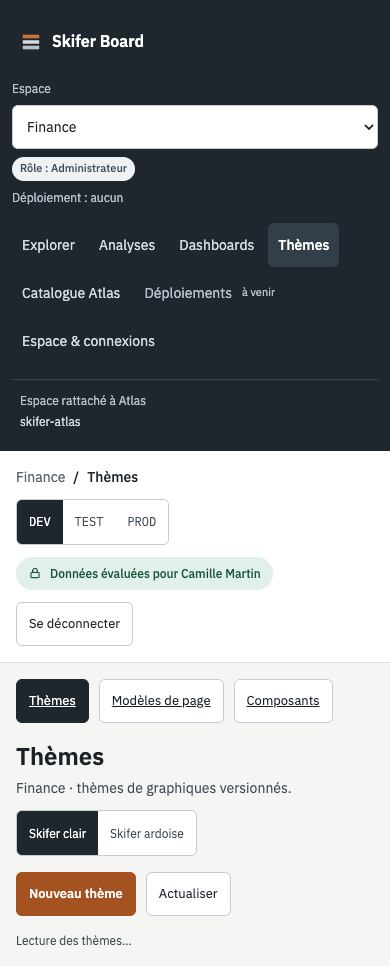 Skifer Board
Espace
Finance
Rôle : Administrateur
Déploiement : aucun
Explorer Analyses Dashboards Thèmes
Catalogue Atlas Déploiements à venir
Espace & connexions
Espace rattaché à Atlas
skifer-atlas
Finance / Thèmes
DEV TEST PROD
Données évaluées pour Camille Martin
Se déconnecter
Thèmes Modèles de page Composants
Thèmes
Finance · thèmes de graphiques versionnés.
Skifer clair Skifer ardoise
Nouveau thème Actualiser
Lecture des thèmes...